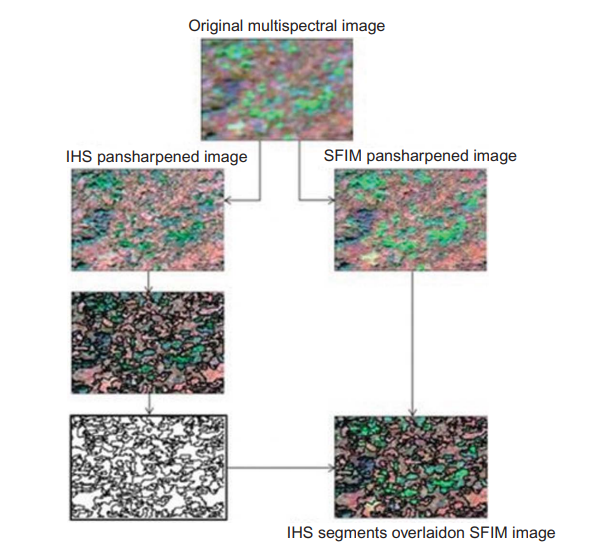 Original multispectral image
IHS pansharpened image
SFIM pansharpened image
IHS segments overlaidon SFIM image